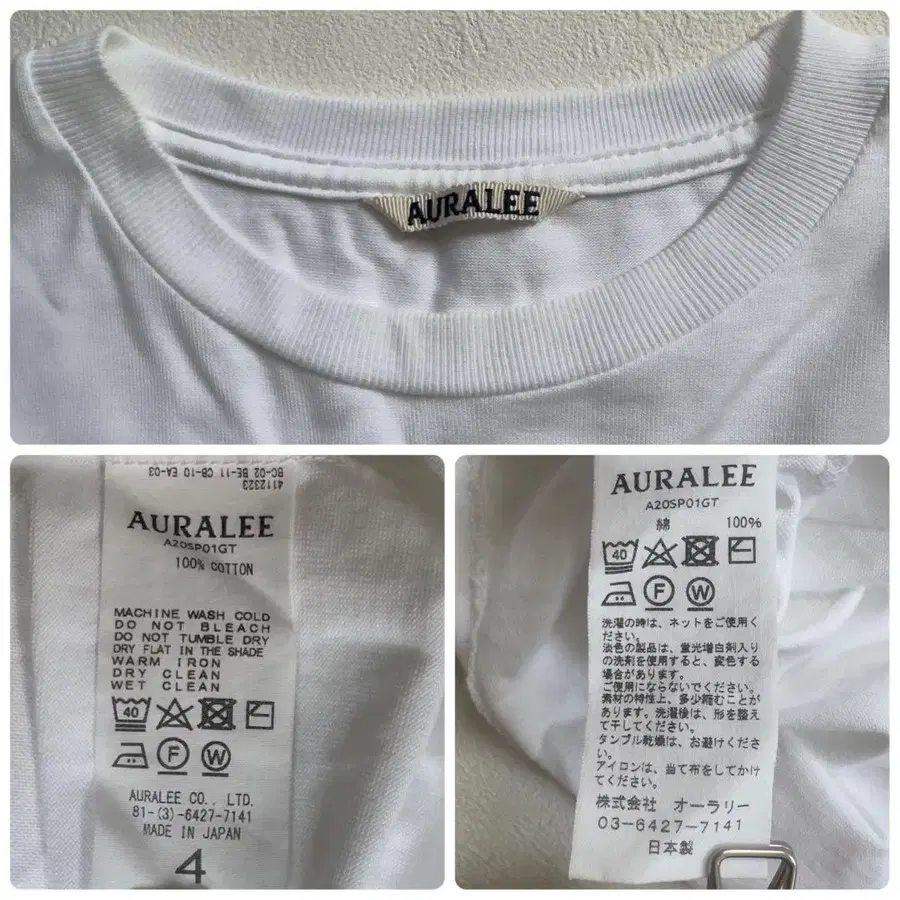 AURALEE
4112323
BC-02 BE-11 CB-10 EA-03
AURALEE
A20SP01GT
100% COTTON
MACHINE WASH COLD
DO NOT BLEACH
DO NOT TUMBLE DRY
DRY FLAT IN THE SHADE
WARM IRON
DRY CLEAN
WET CLEAN
40
F W
AURALEE CO., LTD.
81-(3)-6427-7141
MADE IN JAPAN
4
AURALEE
A20SP01GT
綿 100%
40
F W
洗濯の時は、ネットをご使用く
ださい。
淡色の製品は、蛍光増白剤入り
の洗剤を使用すると、変色する
場合があります。
ご使用にならないでください。
素材の特性上、多少縮むことが
あります。洗濯後は、形を整え
て干してください。
タンブル乾燥は、お避けくださ
い。
アイロンは、当て布をしてかけ
てください。
株式会社 オーラリー
03-6427-7141
日本製